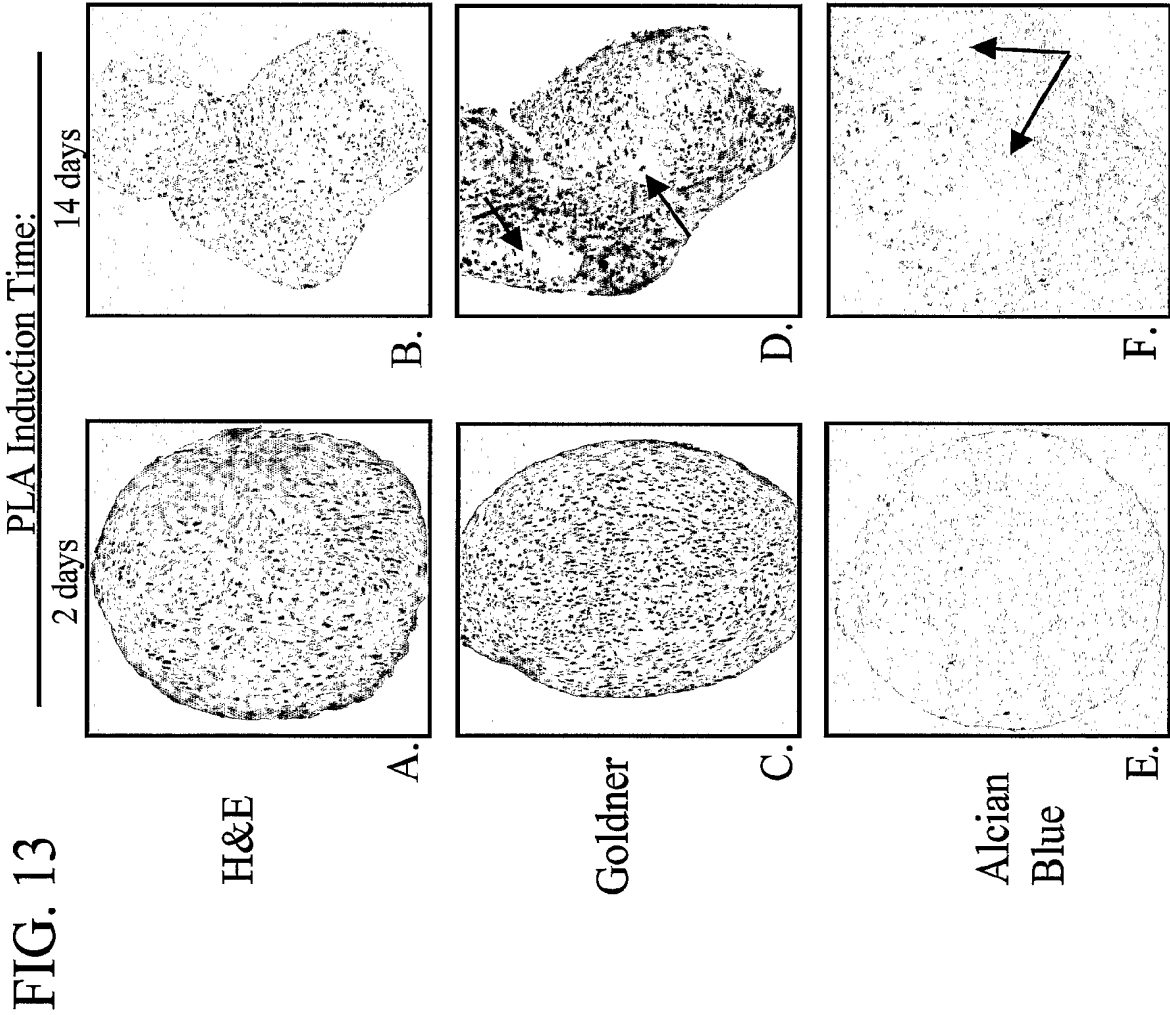 FIG. 13
PLA Induction Time:
2 days
14 days
H&E
A.
B.
Goldner
C.
D.
Alcian
Blue
E.
F.